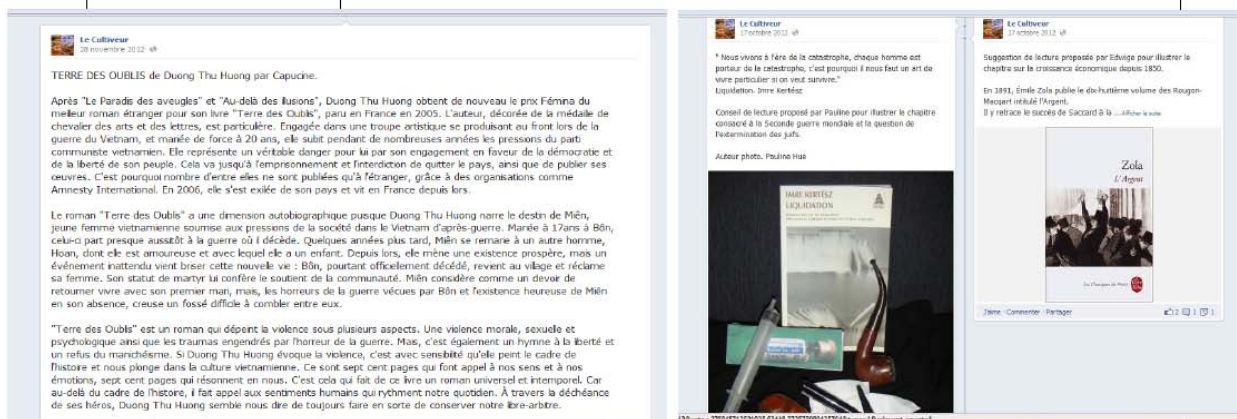 Le Cultiveur
28 novembre 2012
TERRE DES OUBLIS de Duong Thu Huong par Capucine.
Après "Le Paradis des aveugles" et "Au-delà des illusions", Duong Thu Huong obtient de nouveau le prix Fémina du
meilleur roman étranger pour son livre "Terre des Oublis", paru en France en 2005. L'auteur, décorée de la médaille de
chevalier des arts et des lettres, est particulière. Engagée dans une troupe artistique se produisant au front lors de la
guerre du Vietnam, et mariée de force à 20 ans, elle subit pendant de nombreuses années les pressions du parti
communiste vietnamien. Elle représente un véritable danger pour lui par son engagement en faveur de la démocratie et
de la liberté de son peuple. Cela va jusqu'à l'emprisonnement et l'interdiction de quitter le pays, ainsi que de publier ses
œuvres. C'est pourquoi nombre d'entre elles ne sont publiées qu'à l'étranger, grâce à des organisations comme
Amnesty International. En 2006, elle s'est exilée de son pays et vit en France depuis lors.
Le roman "Terre des Oublis" a une dimension autobiographique puisque Duong Thu Huong narre le destin de Miên,
jeune femme vietnamienne soumise aux pressions de la société dans le Vietnam d'après-guerre. Mariée à 17ans à Bôn,
celui-ci part presque aussitôt à la guerre où il décède. Quelques années plus tard, Miên se remarie à un autre homme,
Hoan, dont elle est amoureuse et avec lequel elle a un enfant. Depuis lors, elle mène une existence prospère, mais un
événement inattendu vient briser cette nouvelle vie : Bôn, pourtant officielement décédé, revient au village et réclame
sa femme. Son statut de martyr lui confère le soutient de la communauté. Miên considère comme un devoir de
retourner vivre avec son premier mari, mais, les horreurs de la guerre vécues par Bôn et l'existence heureuse de Miên
en son absence, creuse un fossé difficile à combler entre eux.
"Terre des Oublis" est un roman qui dépeint la violence sous plusieurs aspects. Une violence morale, sexuelle et
psychologique ainsi que les traumas engendrés par l'horreur de la guerre. Mais, c'est également un hymne à la liberté et
un refus du manichéisme. Si Duong Thu Huong évoque la violence, c'est avec sensibilité qu'elle peint le cadre de
l'histoire et nous plonge dans la culture vietnamienne. Ce sont sept cent pages qui font appel à nos sens et à nos
émotions, sept cent pages qui résonnent en nous. C'est cela qui fait de ce livre un roman universel et intemporel. Car
au-delà du cadre de l'histoire, il fait appel aux sentiments humains qui rythment notre quotidien. À travers la déchéance
de ses héros, Duong Thu Huong semble nous dire de toujours faire en sorte de conserver notre libre-arbitre.
Le Cultiveur
17 octobre 2012
" Nous vivons à l'ère de la catastrophe, chaque homme est
porteur de la catastrophe, c'est pourquoi il nous faut un art de
vivre particulier si on veut survivre."
Liquidation. Imre Kertész
Conseil de lecture proposé par Pauline pour illustrer le chapitre
consacré à la Seconde guerre mondiale et la question de
l'extermination des juifs.
Auteur photo. Pauline Hue
IMRE KERTÉSZ
LIQUIDATION
Le Cultiveur
17 octobre 2012
Suggestion de lecture proposée par Edwige pour illustrer le
chapitre sur la croissance économique depuis 1850.
En 1891, Émile Zola publie le dix-huitième volume des Rougon-
Macqart intitulé l'Argent.
Il y retrace le succès de Saccard à la ... Afficher la suite
Zola
L'Argent
J'aime · Commenter · Partager
2 1 1